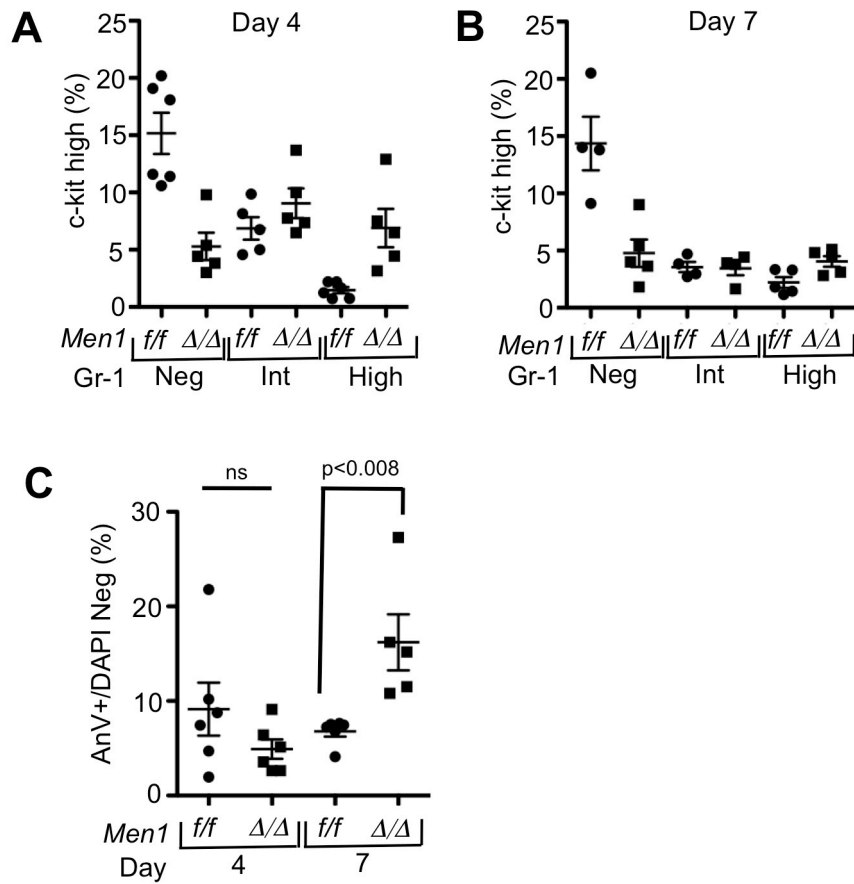 A
Day 4
c-kit high (%)
25
20
15
10
5
0
Men1 f/f Δ/Δ f/f Δ/Δ f/f Δ/Δ
Gr-1 Neg Int High
B
Day 7
c-kit high (%)
25
20
15
10
5
0
Men1 f/f Δ/Δ f/f Δ/Δ f/f Δ/Δ
Gr-1 Neg Int High
C
ns
p<0.008
AnV+/DAPI Neg (%)
30
20
10
0
Men1 f/f Δ/Δ f/f Δ/Δ
Day 4 7